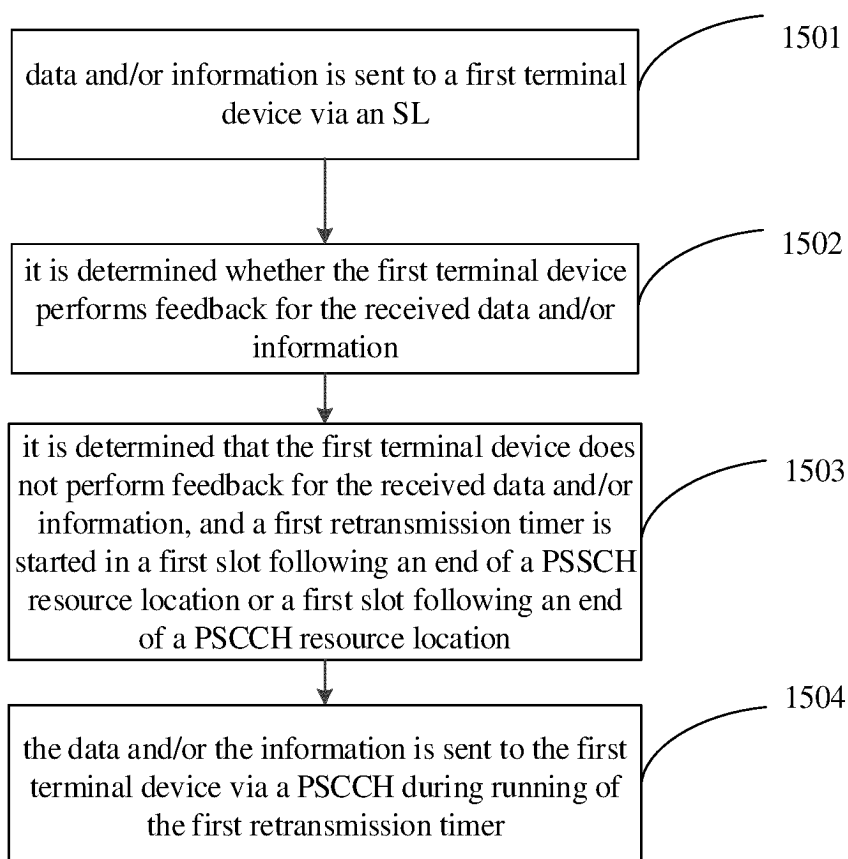 1501
data and/or information is sent to a first terminal
device via an SL
1502
it is determined whether the first terminal device
performs feedback for the received data and/or
information
1503
it is determined that the first terminal device does
not perform feedback for the received data and/or
information, and a first retransmission timer is
started in a first slot following an end of a PSSCH
resource location or a first slot following an end
of a PSCCH resource location
1504
the data and/or the information is sent to the first
terminal device via a PSCCH during running of
the first retransmission timer